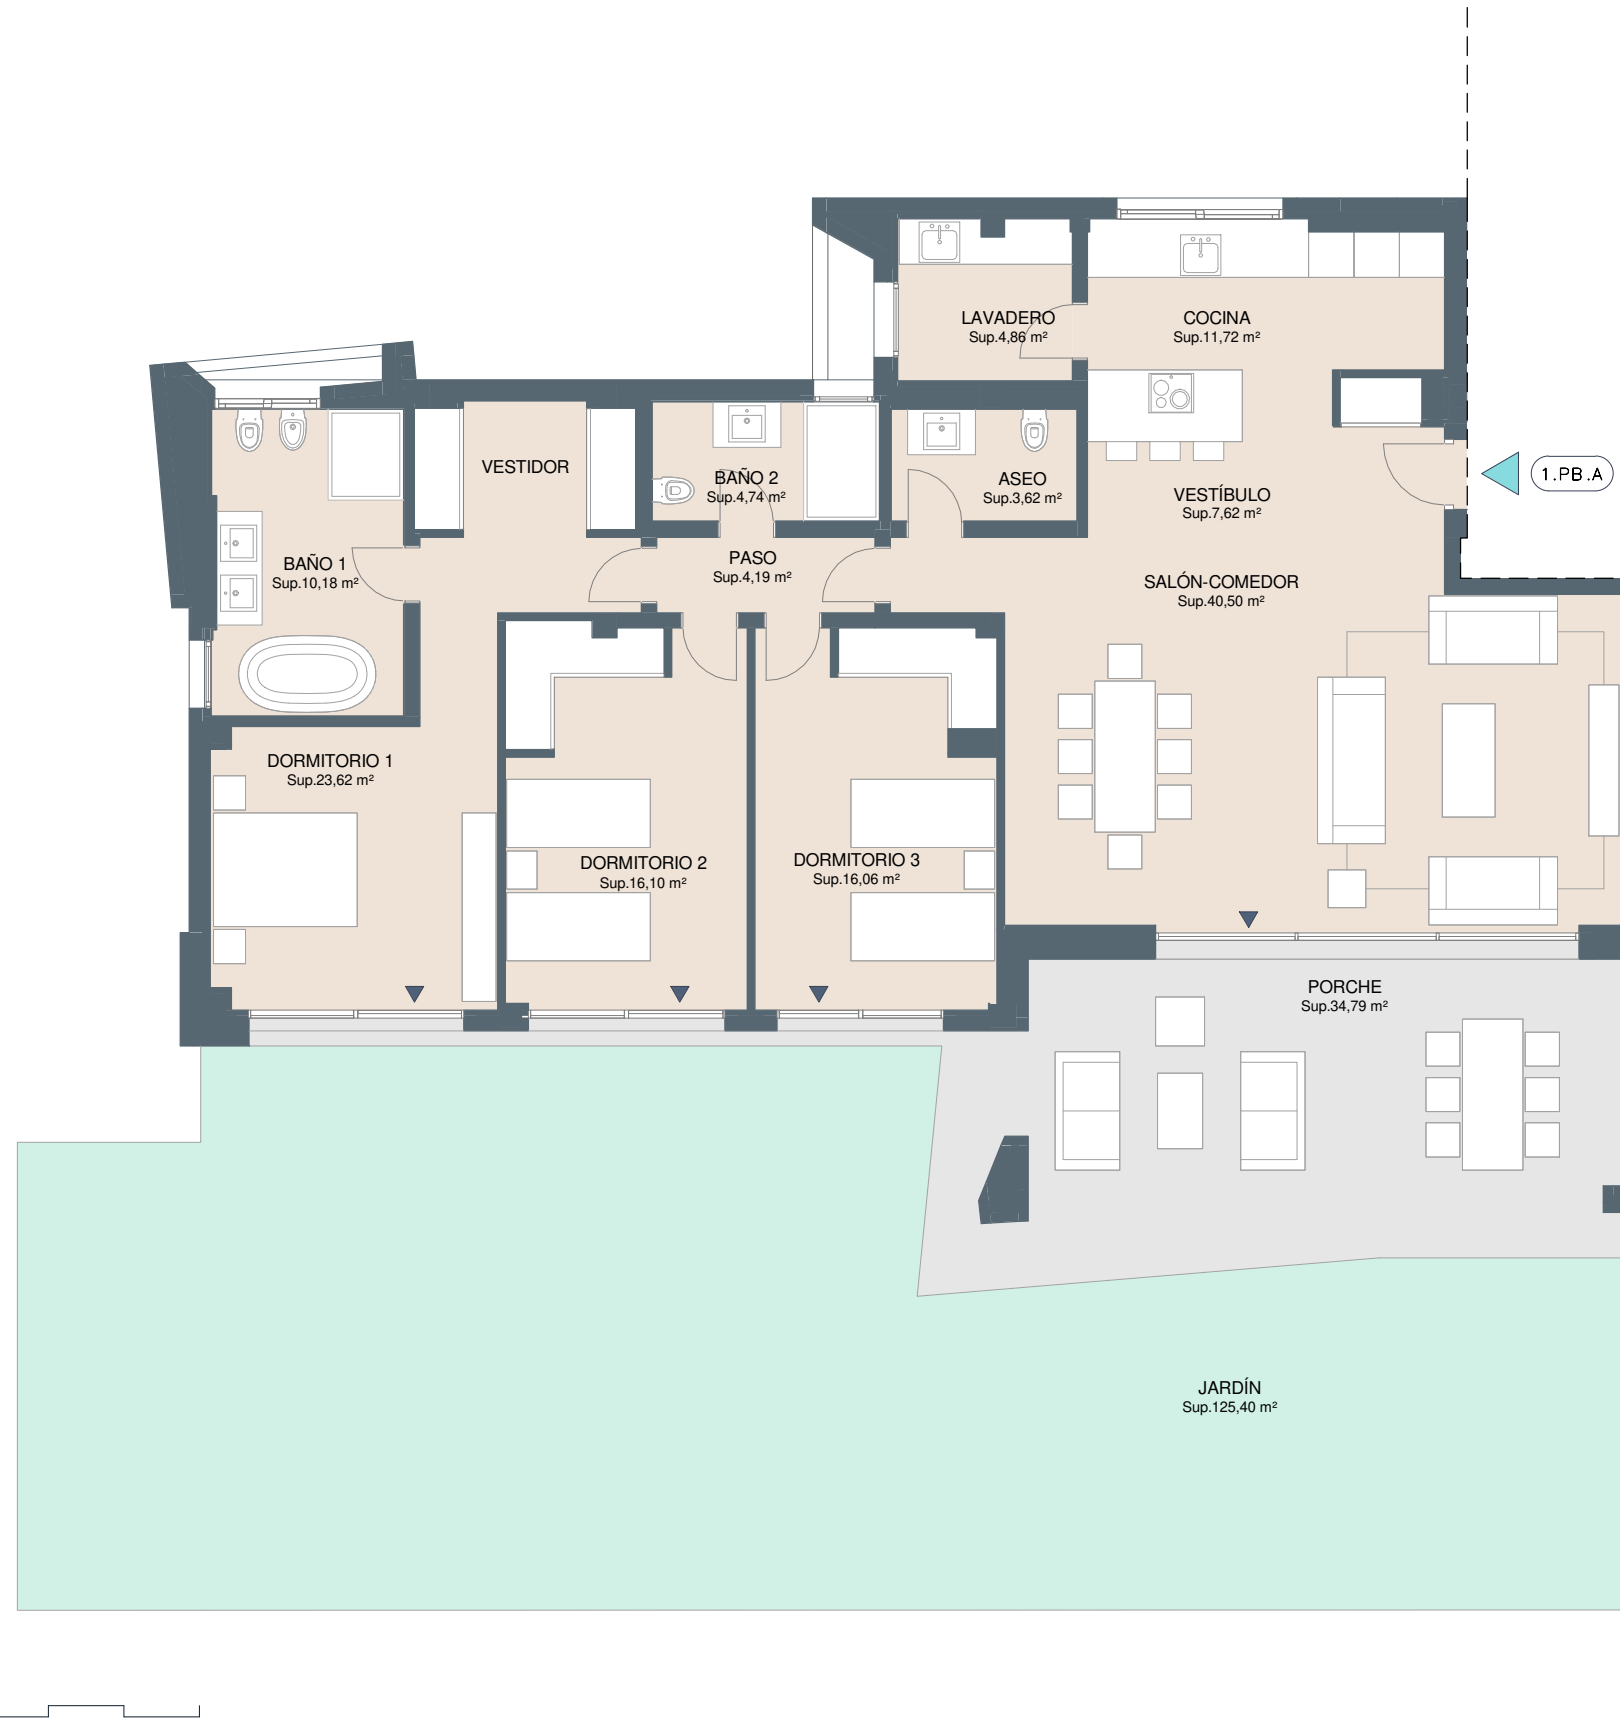 LAVADERO
Sup.4,86 m²
COCINA
Sup.11,72 m²
VESTIDOR
BAÑO 2
Sup.4,74 m²
ASEO
Sup.3,62 m²
VESTÍBULO
Sup.7,62 m²
1.PB.A
BAÑO 1
Sup.10,18 m²
PASO
Sup.4,19 m²
SALÓN-COMEDOR
Sup.40,50 m²
DORMITORIO 1
Sup.23,62 m²
DORMITORIO 2
Sup.16,10 m²
DORMITORIO 3
Sup.16,06 m²
PORCHE
Sup.34,79 m²
JARDÍN
Sup.125,40 m²